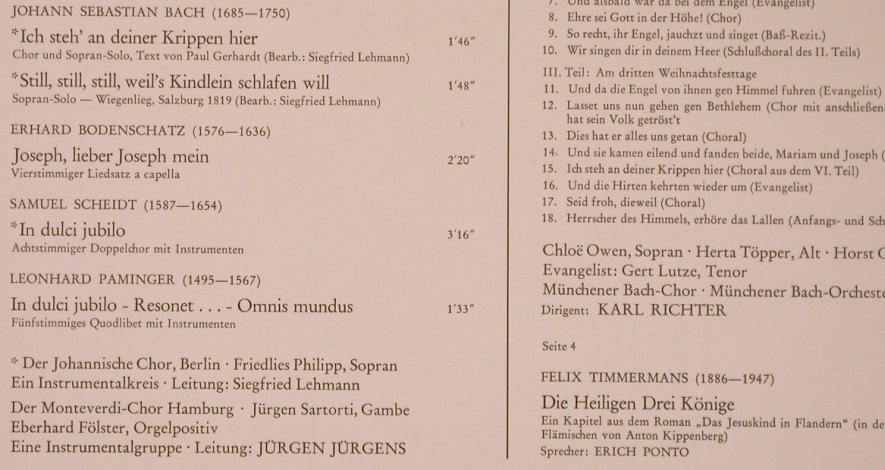 JOHANN SEBASTIAN BACH (1685—1750)
*Ich steh' an deiner Krippen hier 1'46"
Chor und Sopran-Solo, Text von Paul Gerhardt (Bearb.: Siegfried Lehmann)
*Still, still, still, weil's Kindlein schlafen will 1'48"
Sopran-Solo — Wiegenlied, Salzburg 1819 (Bearb.: Siegfried Lehmann)
ERHARD BODENSCHATZ (1576—1636)
Joseph, lieber Joseph mein 2'20"
Vierstimmiger Liedsatz a capella
SAMUEL SCHEIDT (1587—1654)
*In dulci jubilo 3'16"
Achtstimmiger Doppelchor mit Instrumenten
LEONHARD PAMINGER (1495—1567)
In dulci jubilo - Resonet . . . - Omnis mundus 1'33"
Fünfstimmiges Quodlibet mit Instrumenten
* Der Johannische Chor, Berlin · Friedlies Philipp, Sopran
Ein Instrumentalkreis · Leitung: Siegfried Lehmann
Der Monteverdi-Chor Hamburg · Jürgen Sartorti, Gambe
Eberhard Fölster, Orgelpositiv
Eine Instrumentalgruppe · Leitung: JÜRGEN JÜRGENS
7. Und alsbald war da bei dem Engel (Evangelist)
8. Ehre sei Gott in der Höhe! (Chor)
9. So recht, ihr Engel, jauchzt und singet (Baß-Rezit.)
10. Wir singen dir in deinem Heer (Schlußchoral des II. Teils)
III. Teil: Am dritten Weihnachtsfesttage
11. Und da die Engel von ihnen gen Himmel fuhren (Evangelist)
12. Lasset uns nun gehen gen Bethlehem (Chor mit anschließen
hat sein Volk getröst't
13. Dies hat er alles uns getan (Choral)
14. Und sie kamen eilend und fanden beide, Mariam und Joseph (
15. Ich steh an deiner Krippen hier (Choral aus dem VI. Teil)
16. Und die Hirten kehrten wieder um (Evangelist)
17. Seid froh, dieweil (Choral)
18. Herrscher des Himmels, erhöre das Lallen (Anfangs- und Sch
Chloë Owen, Sopran · Herta Töpper, Alt · Horst
Evangelist: Gert Lutze, Tenor
Münchener Bach-Chor · Münchener Bach-Orcheste
Dirigent: KARL RICHTER
Seite 4
FELIX TIMMERMANS (1886—1947)
Die Heiligen Drei Könige
Ein Kapitel aus dem Roman „Das Jesuskind in Flandern“ (in de
Flämischen von Anton Kippenberg)
Sprecher: ERICH PONTO